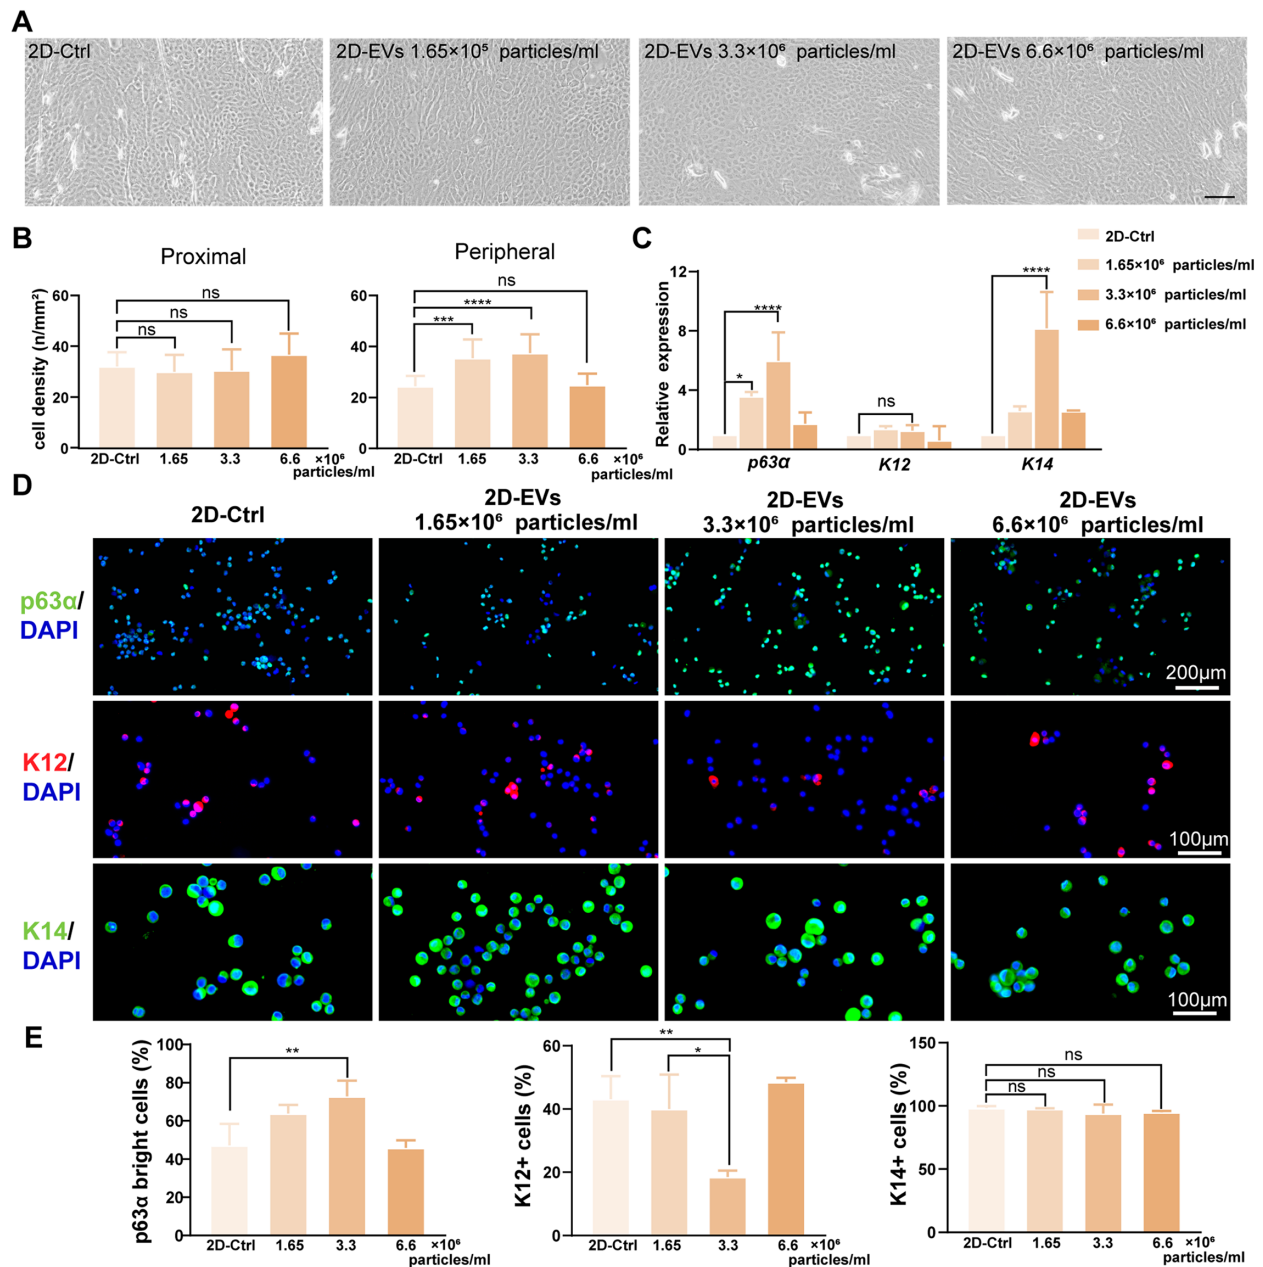 A
2D-Ctrl
2D-EVs 1.65×10⁶ particles/ml
2D-EVs 3.3×10⁶ particles/ml
2D-EVs 6.6×10⁶ particles/ml
B
Proximal
cell density (n/mm²)
60
40
20
0
ns
ns
ns
2D-Ctrl 1.65 3.3 6.6 ×10⁶
particles/ml
Peripheral
60
40
20
0
ns
****
***
2D-Ctrl 1.65 3.3 6.6 ×10⁶
particles/ml
C
Relative expression
12
8
4
0
****
*
ns
****
p63α K12 K14
2D-Ctrl
1.65×10⁶ particles/ml
3.3×10⁶ particles/ml
6.6×10⁶ particles/ml
D
2D-Ctrl
2D-EVs
1.65×10⁶ particles/ml
2D-EVs
3.3×10⁶ particles/ml
2D-EVs
6.6×10⁶ particles/ml
p63α/
DAPI
200μm
K12/
DAPI
100μm
K14/
DAPI
100μm
E
p63α bright cells (%)
100
80
60
40
20
0
**
2D-Ctrl 1.65 3.3 6.6 ×10⁶
particles/ml
K12+ cells (%)
60
40
20
0
**
*
2D-Ctrl 1.65 3.3 6.6 ×10⁶
particles/ml
K14+ cells (%)
150
100
50
0
ns
ns
ns
2D-Ctrl 1.65 3.3 6.6 ×10⁶
particles/ml